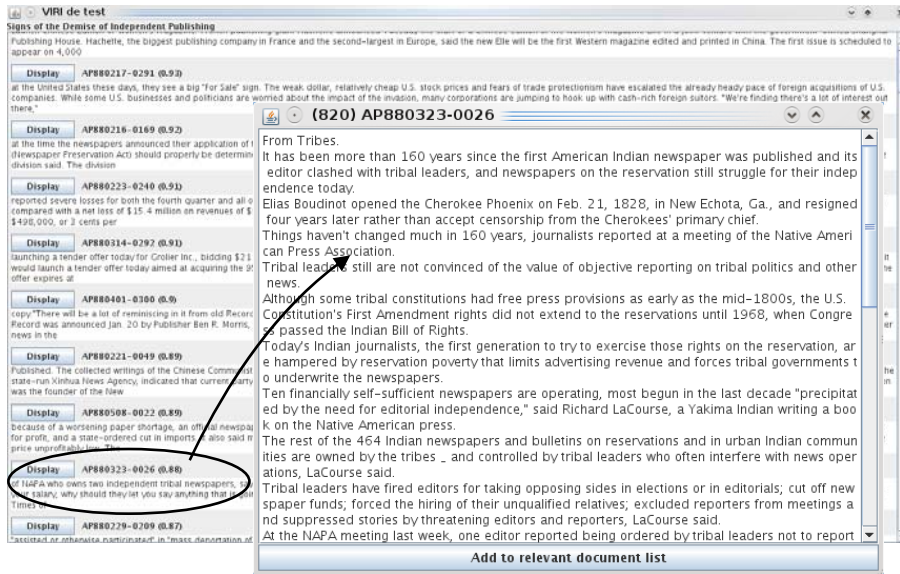 VIRI de test
Signs of the Demise of Independent Publishing
Publishing House. Hachette, the biggest publishing company in France and the second-largest in Europe, said the new Elle will be the first Western magazine edited and printed in China. The first issue is scheduled to
appear on 4,000
Display AP880217-0291 (0.93)
at the United States these days, they see a big "For Sale" sign. The weak dollar, relatively cheap U.S. stock prices and fears of trade protectionism have escalated the already heady pace of foreign acquisitions of U.S.
companies. While some U.S. businesses and politicians are worried about the impact of the invasion, many corporations are jumping to hook up with cash-rich foreign suitors. "We're finding there's a lot of interest out
there,"
Display AP880216-0169 (0.92)
at the time the newspapers announced their application of
(Newspaper Preservation Act) should properly be determin
division said. The division
Display AP880223-0240 (0.91)
reported severe losses for both the fourth quarter and all o
compared with a net loss of $15.4 million on revenues of $
$498,000, or 3 cents per
Display AP880314-0292 (0.91)
launching a tender offer today for Grolier Inc., bidding $21
would launch a tender offer today aimed at acquiring the 9
offer expires at
Display AP880401-0300 (0.9)
copy "There will be a lot of reminiscing in it from old Recor
Record was announced Jan. 20 by Publisher Ben R. Morris,
news in the
Display AP880221-0049 (0.89)
Published. The collected writings of the Chinese Communist
state-run Xinhua News Agency, indicated that current party
was the founder of the New
Display AP880508-0022 (0.89)
because of a worsening paper shortage, an official newspap
for profit, and a state-ordered cut in imports. It also said m
price unprofitably low. The
Display AP880323-0026 (0.88)
of NAPA who owns two independent tribal newspapers, sa
your salary, why should they let you say anything that is goin
Times of
Display AP880229-0209 (0.87)
"assisted or otherwise participated" in "mass deportation of
(820) AP880323-0026
From Tribes.
It has been more than 160 years since the first American Indian newspaper was published and its
editor clashed with tribal leaders, and newspapers on the reservation still struggle for their indep
endence today.
Elias Boudinot opened the Cherokee Phoenix on Feb. 21, 1828, in New Echota, Ga., and resigned
four years later rather than accept censorship from the Cherokees' primary chief.
Things haven't changed much in 160 years, journalists reported at a meeting of the Native Ameri
can Press Association.
Tribal leaders still are not convinced of the value of objective reporting on tribal politics and other
news.
Although some tribal constitutions had free press provisions as early as the mid-1800s, the U.S.
Constitution's First Amendment rights did not extend to the reservations until 1968, when Congre
ss passed the Indian Bill of Rights.
Today's Indian journalists, the first generation to try to exercise those rights on the reservation, ar
e hampered by reservation poverty that limits advertising revenue and forces tribal governments t
o underwrite the newspapers.
Ten financially self-sufficient newspapers are operating, most begun in the last decade "precipitat
ed by the need for editorial independence," said Richard LaCourse, a Yakima Indian writing a boo
k on the Native American press.
The rest of the 464 Indian newspapers and bulletins on reservations and in urban Indian commun
ities are owned by the tribes _ and controlled by tribal leaders who often interfere with news oper
ations, LaCourse said.
Tribal leaders have fired editors for taking opposing sides in elections or in editorials; cut off new
spaper funds; forced the hiring of their unqualified relatives; excluded reporters from meetings a
nd suppressed stories by threatening editors and reporters, LaCourse said.
At the NAPA meeting last week, one editor reported being ordered by tribal leaders not to report
Add to relevant document list